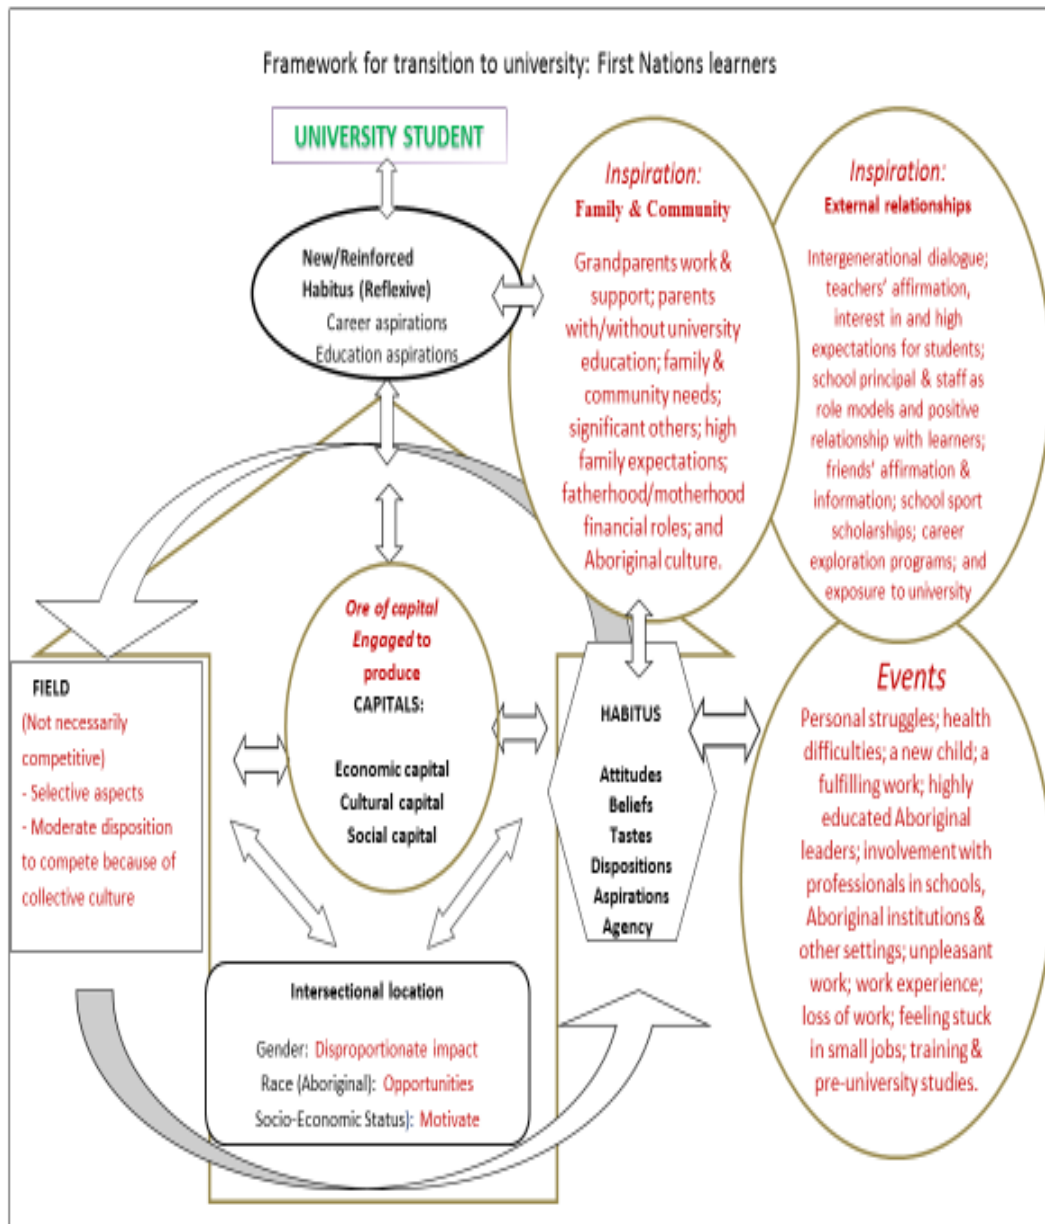 Framework for transition to university: First Nations learners
UNIVERSITY STUDENT
New/Reinforced
Habitus (Reflexive)
Career aspirations
Education aspirations
Inspiration:
Family & Community
Grandparents work &
support; parents
with/without university
education; family &
community needs;
significant others; high
family expectations;
fatherhood/motherhood
financial roles; and
Aboriginal culture.
Inspiration:
External relationships
Intergenerational dialogue;
teachers' affirmation,
interest in and high
expectations for students;
school principal & staff as
role models and positive
relationship with learners;
friends' affirmation &
information; school sport
scholarships; career
exploration programs; and
exposure to university
Ore of capital
Engaged to
produce
CAPITALS:
Economic capital
Cultural capital
Social capital
FIELD
(Not necessarily
competitive)
- Selective aspects
- Moderate disposition
to compete because of
collective culture
HABITUS
Attitudes
Beliefs
Tastes
Dispositions
Aspirations
Agency
Events
Personal struggles; health
difficulties; a new child; a
fulfilling work; highly
educated Aboriginal
leaders; involvement with
professionals in schools,
Aboriginal institutions &
other settings; unpleasant
work; work experience;
loss of work; feeling stuck
in small jobs; training &
pre-university studies.
Intersectional location
Gender: Disproportionate impact
Race (Aboriginal): Opportunities
Socio-Economic Status): Motivate